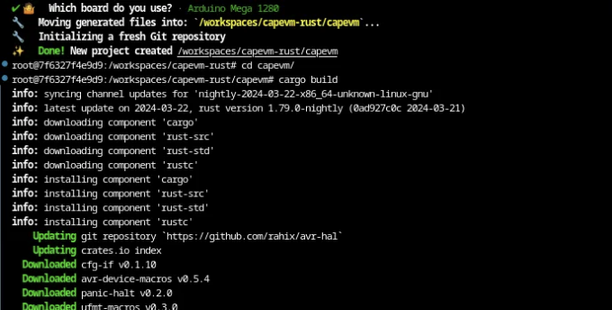 ✔ 🤷 Which board do you use? · Arduino Mega 1280
🔧 Moving generated files into: `/workspaces/capevm-rust/capevm`...
🔧 Initializing a fresh Git repository
✨ Done! New project created /workspaces/capevm-rust/capevm
root@7f6327f4e9d9:/workspaces/capevm-rust# cd capevm/
root@7f6327f4e9d9:/workspaces/capevm-rust/capevm# cargo build
info: syncing channel updates for 'nightly-2024-03-22-x86_64-unknown-linux-gnu'
info: latest update on 2024-03-22, rust version 1.79.0-nightly (0ad927c0c 2024-03-21)
info: downloading component 'cargo'
info: downloading component 'rust-src'
info: downloading component 'rust-std'
info: downloading component 'rustc'
info: installing component 'cargo'
info: installing component 'rust-src'
info: installing component 'rust-std'
info: installing component 'rustc'
Updating git repository `https://github.com/rahix/avr-hal`
Updating crates.io index
Downloaded cfg-if v0.1.10
Downloaded avr-device-macros v0.5.4
Downloaded panic-halt v0.2.0
Downloaded ufmt-macros v0.3.0